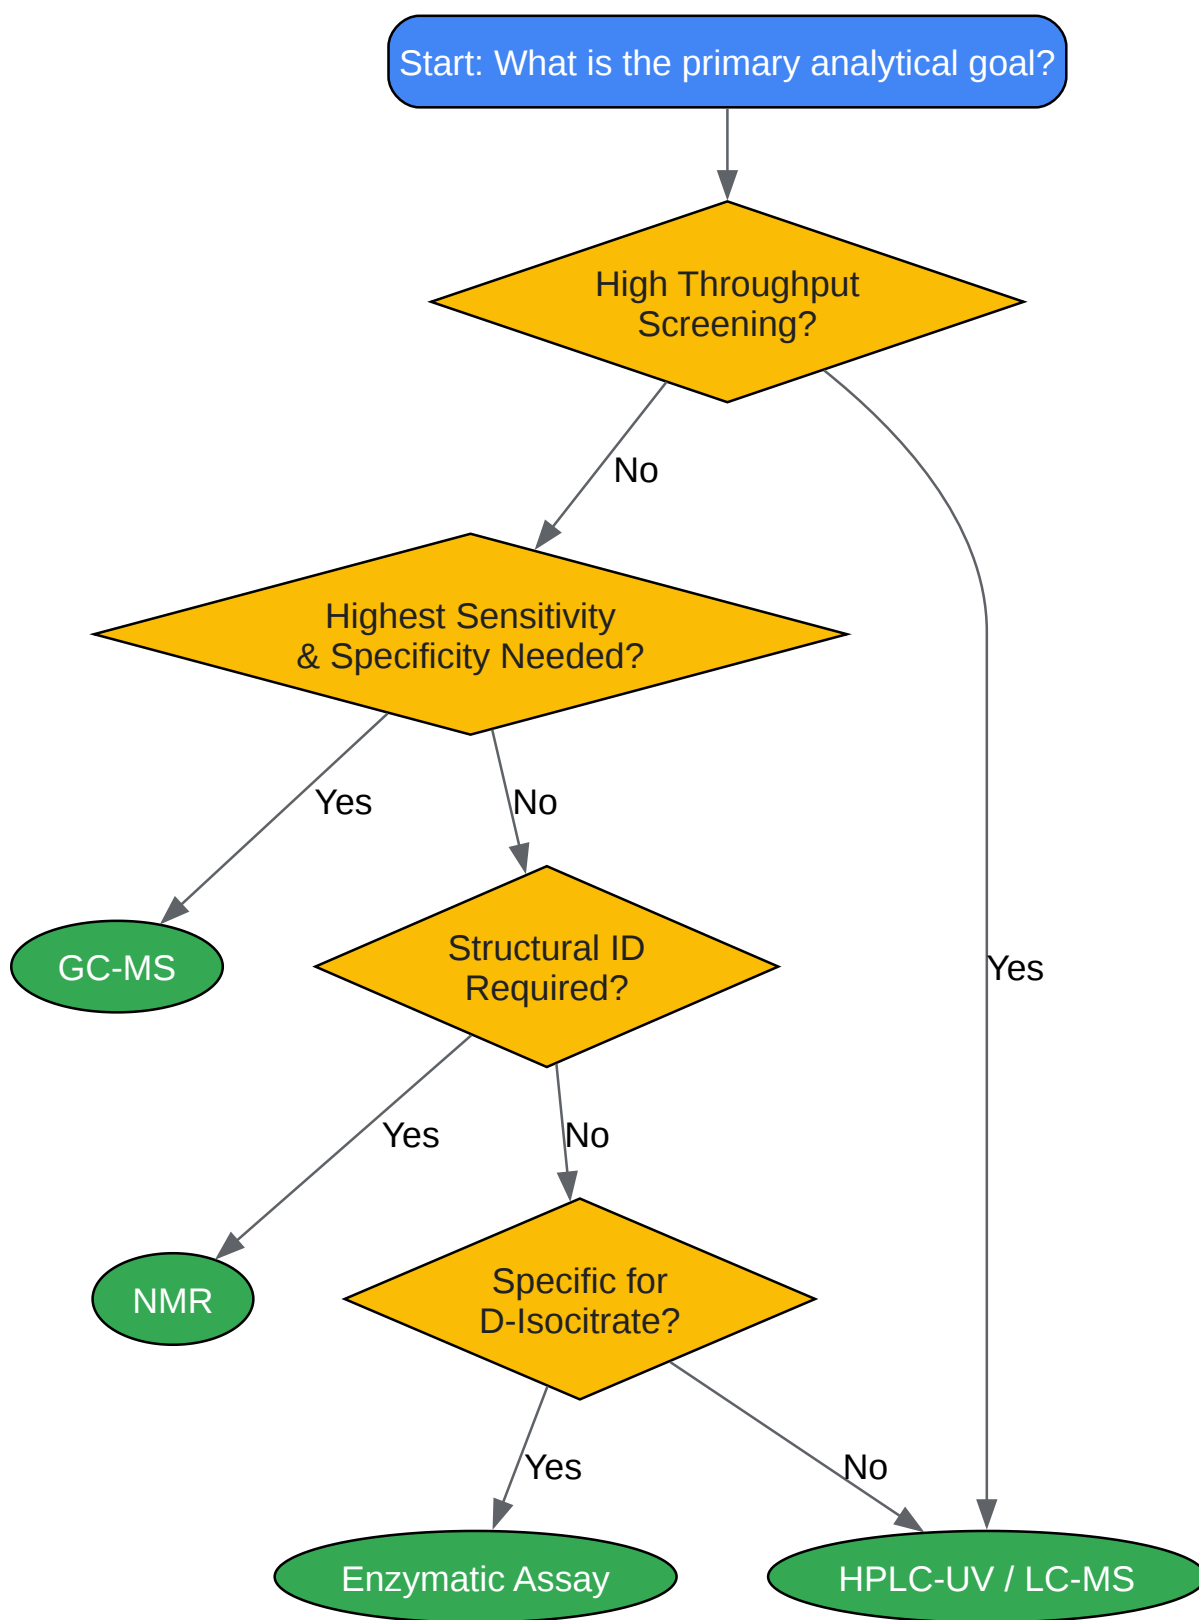 Start: What is the primary analytical goal?
High Throughput
Screening?
No
Highest Sensitivity
& Specificity Needed?
Yes
No
Structural ID
Required?
GC-MS
Yes
Yes
No
Specific for
D-Isocitrate?
NMR
Yes
No
Enzymatic Assay
HPLC-UV / LC-MS